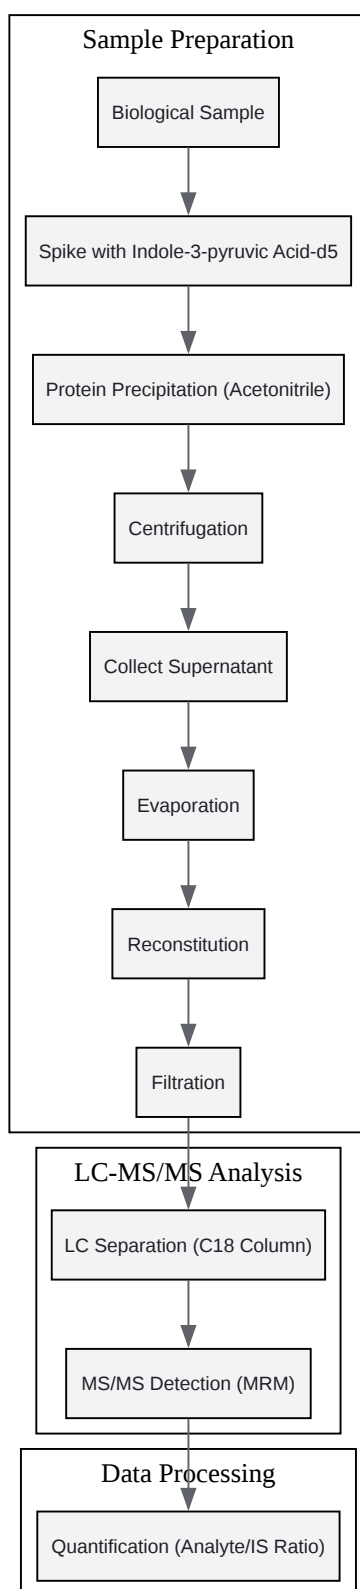 Sample Preparation
Biological Sample
Spike with Indole-3-pyruvic Acid-d5
Protein Precipitation (Acetonitrile)
Centrifugation
Collect Supernatant
Evaporation
Reconstitution
Filtration
LC-MS/MS Analysis
LC Separation (C18 Column)
MS/MS Detection (MRM)
Data Processing
Quantification (Analyte/IS Ratio)